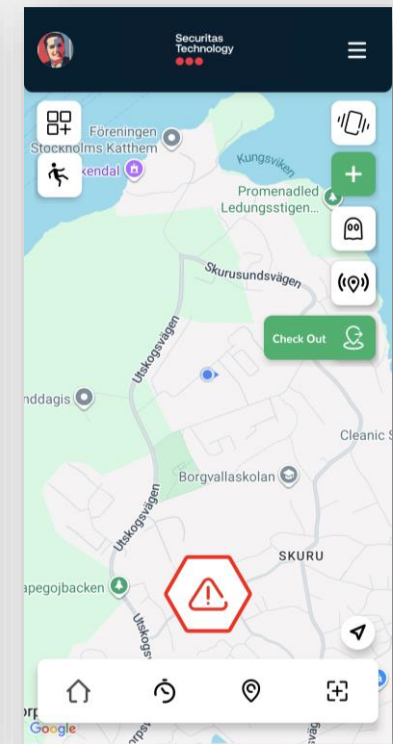 Securitas
Technology
Föreningen
Stockholms Katthem
kendal
Kungsviken
Promenadled
Ledungsstigen...
Skurusundsvägen
Check Out
Utskogsvägen
nddagis
Cleanic S
Borgvallaskolan
Utskogsvägen
SKURU
apegojbacken
Utskogs
Google